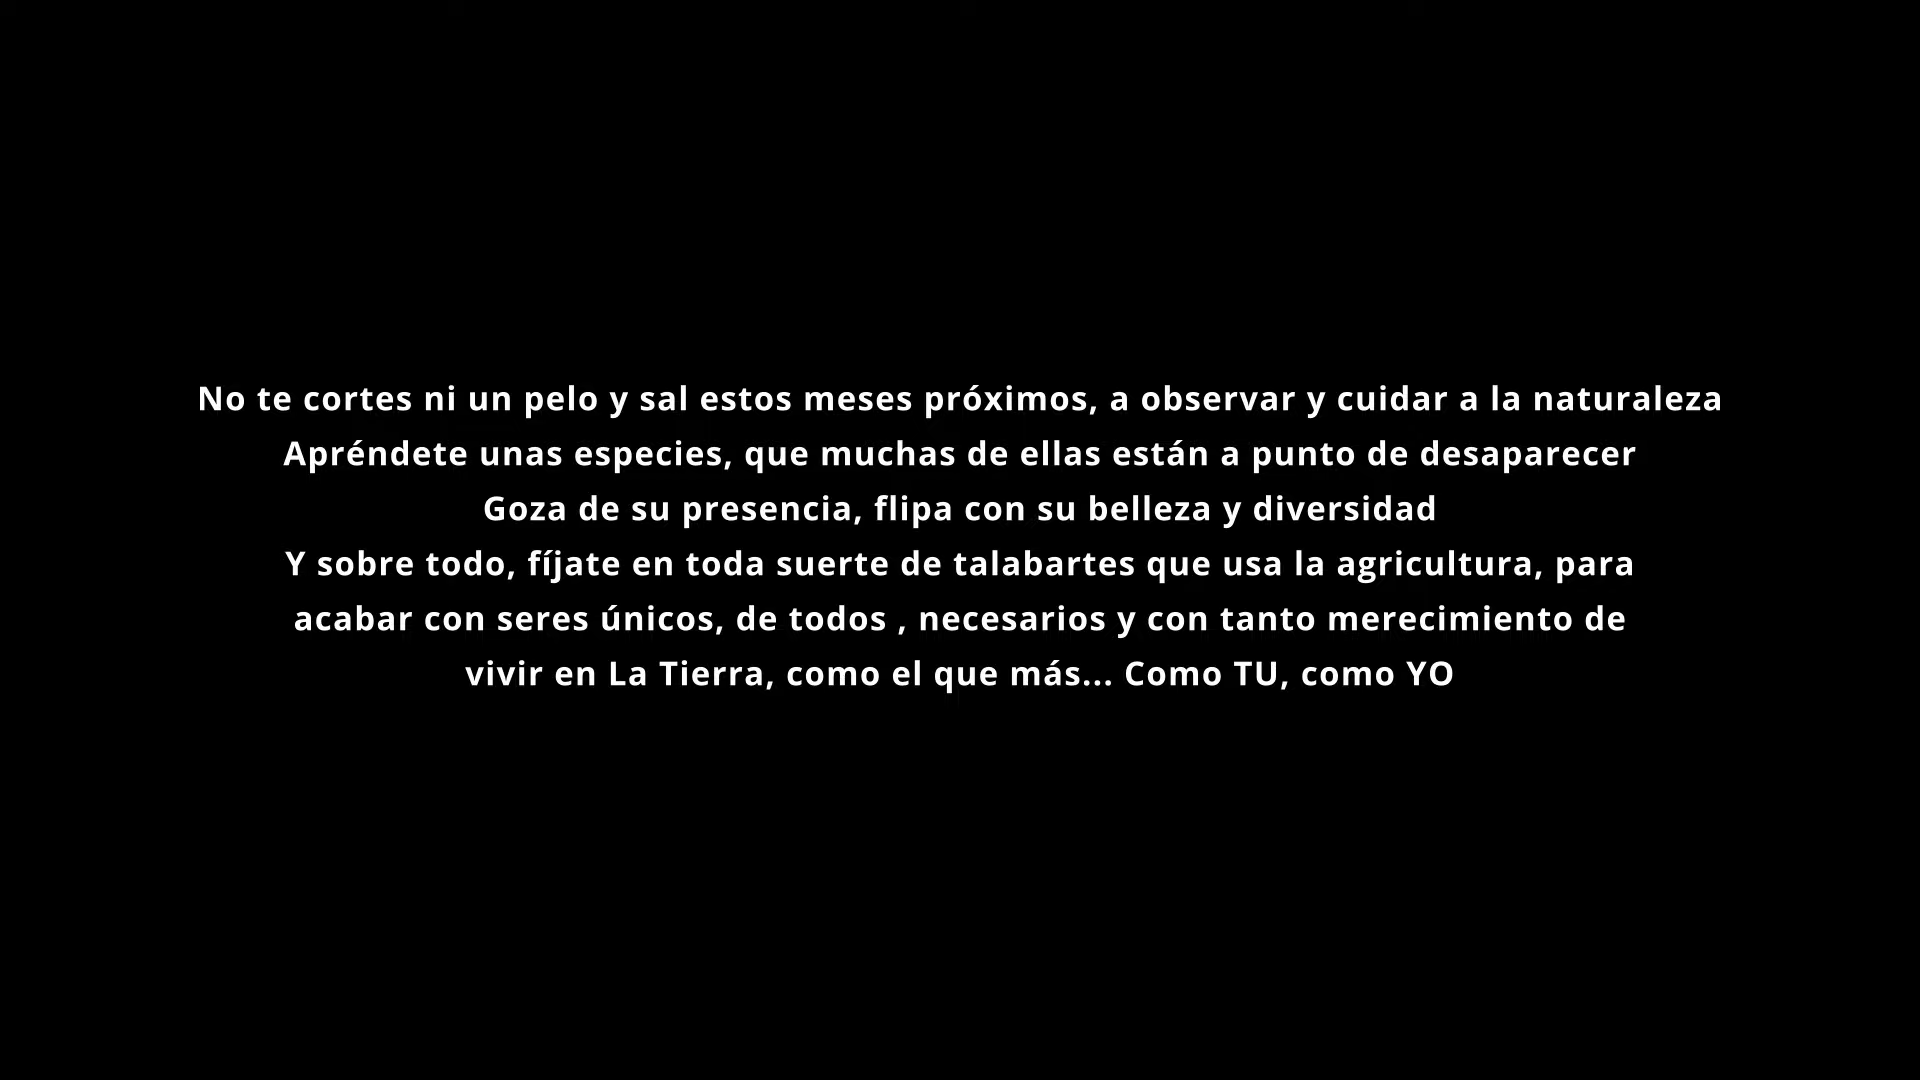 No te cortes ni un pelo y sal estos meses próximos, a observar y cuidar a la naturaleza
Apréndete unas especies, que muchas de ellas están a punto de desaparecer
Goza de su presencia, flipa con su belleza y diversidad
Y sobre todo, fíjate en toda suerte de talabartes que usa la agricultura, para
acabar con seres únicos, de todos , necesarios y con tanto merecimiento de
vivir en La Tierra, como el que más... Como TU, como YO